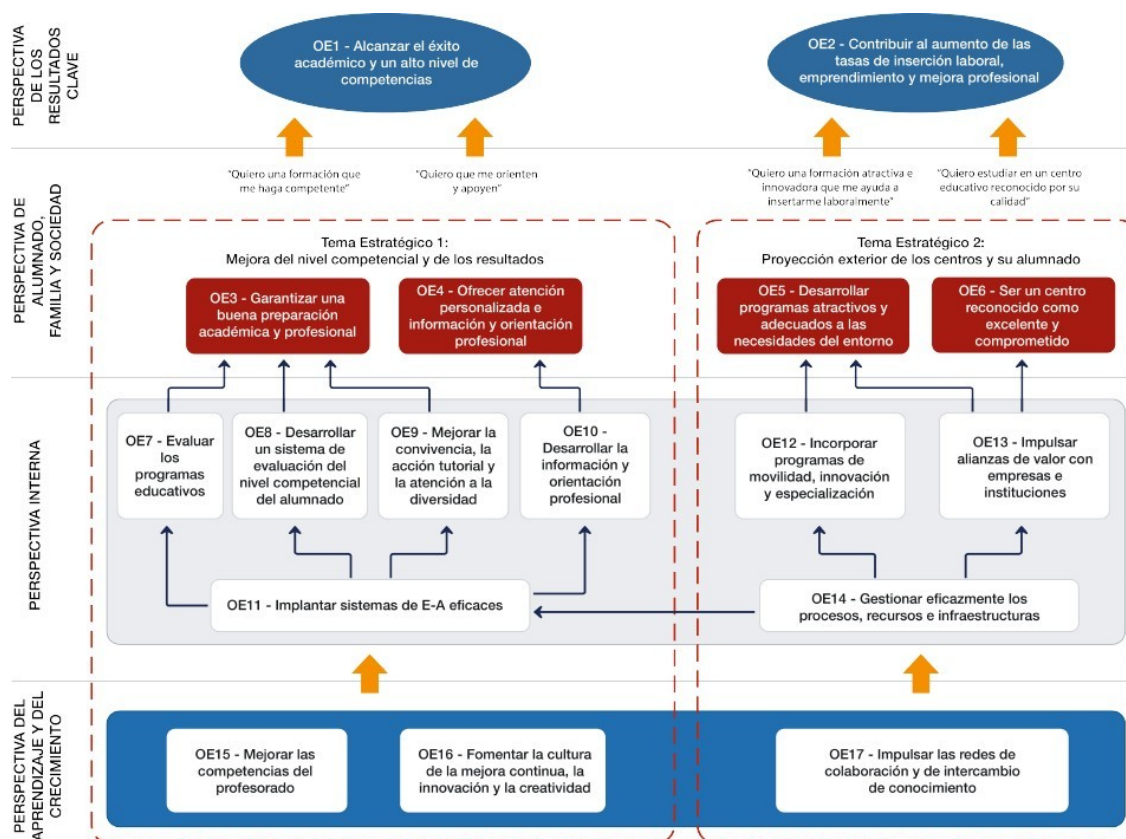 PERSPECTIVA
DE LOS
RESULTADOS
CLAVE
OE1 - Alcanzar el éxito
académico y un alto nivel de
competencias
OE2 - Contribuir al aumento de las
tasas de inserción laboral,
emprendimiento y mejora profesional
PERSPECTIVA DE
ALUMNADO,
FAMILIA Y SOCIEDAD
"Quiero una formación que
me haga competente"
"Quiero que me orienten
y apoyen"
"Quiero una formación atractiva e
innovadora que me ayuda a
insertarme laboralmente"
"Quiero estudiar en un centro
educativo reconocido por su
calidad"
Tema Estratégico 1:
Mejora del nivel competencial y de los resultados
Tema Estratégico 2:
Proyección exterior de los centros y su alumnado
OE3 - Garantizar una
buena preparación
académica y profesional
OE4 - Ofrecer atención
personalizada e
información y orientación
profesional
OE5 - Desarrollar
programas atractivos y
adecuados a las
necesidades del entorno
OE6 - Ser un centro
reconocido como
excelente y
comprometido
PERSPECTIVA INTERNA
OE7 - Evaluar
los
programas
educativos
OE8 - Desarrollar
un sistema de
evaluación del
nivel competencial
del alumnado
OE9 - Mejorar la
convivencia, la
acción tutorial y
la atención a la
diversidad
OE10 -
Desarrollar la
información y
orientación
profesional
OE12 - Incorporar
programas de
movilidad, innovación
y especialización
OE13 - Impulsar
alianzas de valor con
empresas e
instituciones
OE11 - Implantar sistemas de E-A eficaces
OE14 - Gestionar eficazmente los
procesos, recursos e infraestructuras
PERSPECTIVA DEL
APRENDIZAJE Y DEL
CRECIMIENTO
OE15 - Mejorar las
competencias del
profesorado
OE16 - Fomentar la cultura
de la mejora continua, la
innovación y la creatividad
OE17 - Impulsar las redes de
colaboración y de intercambio
de conocimiento